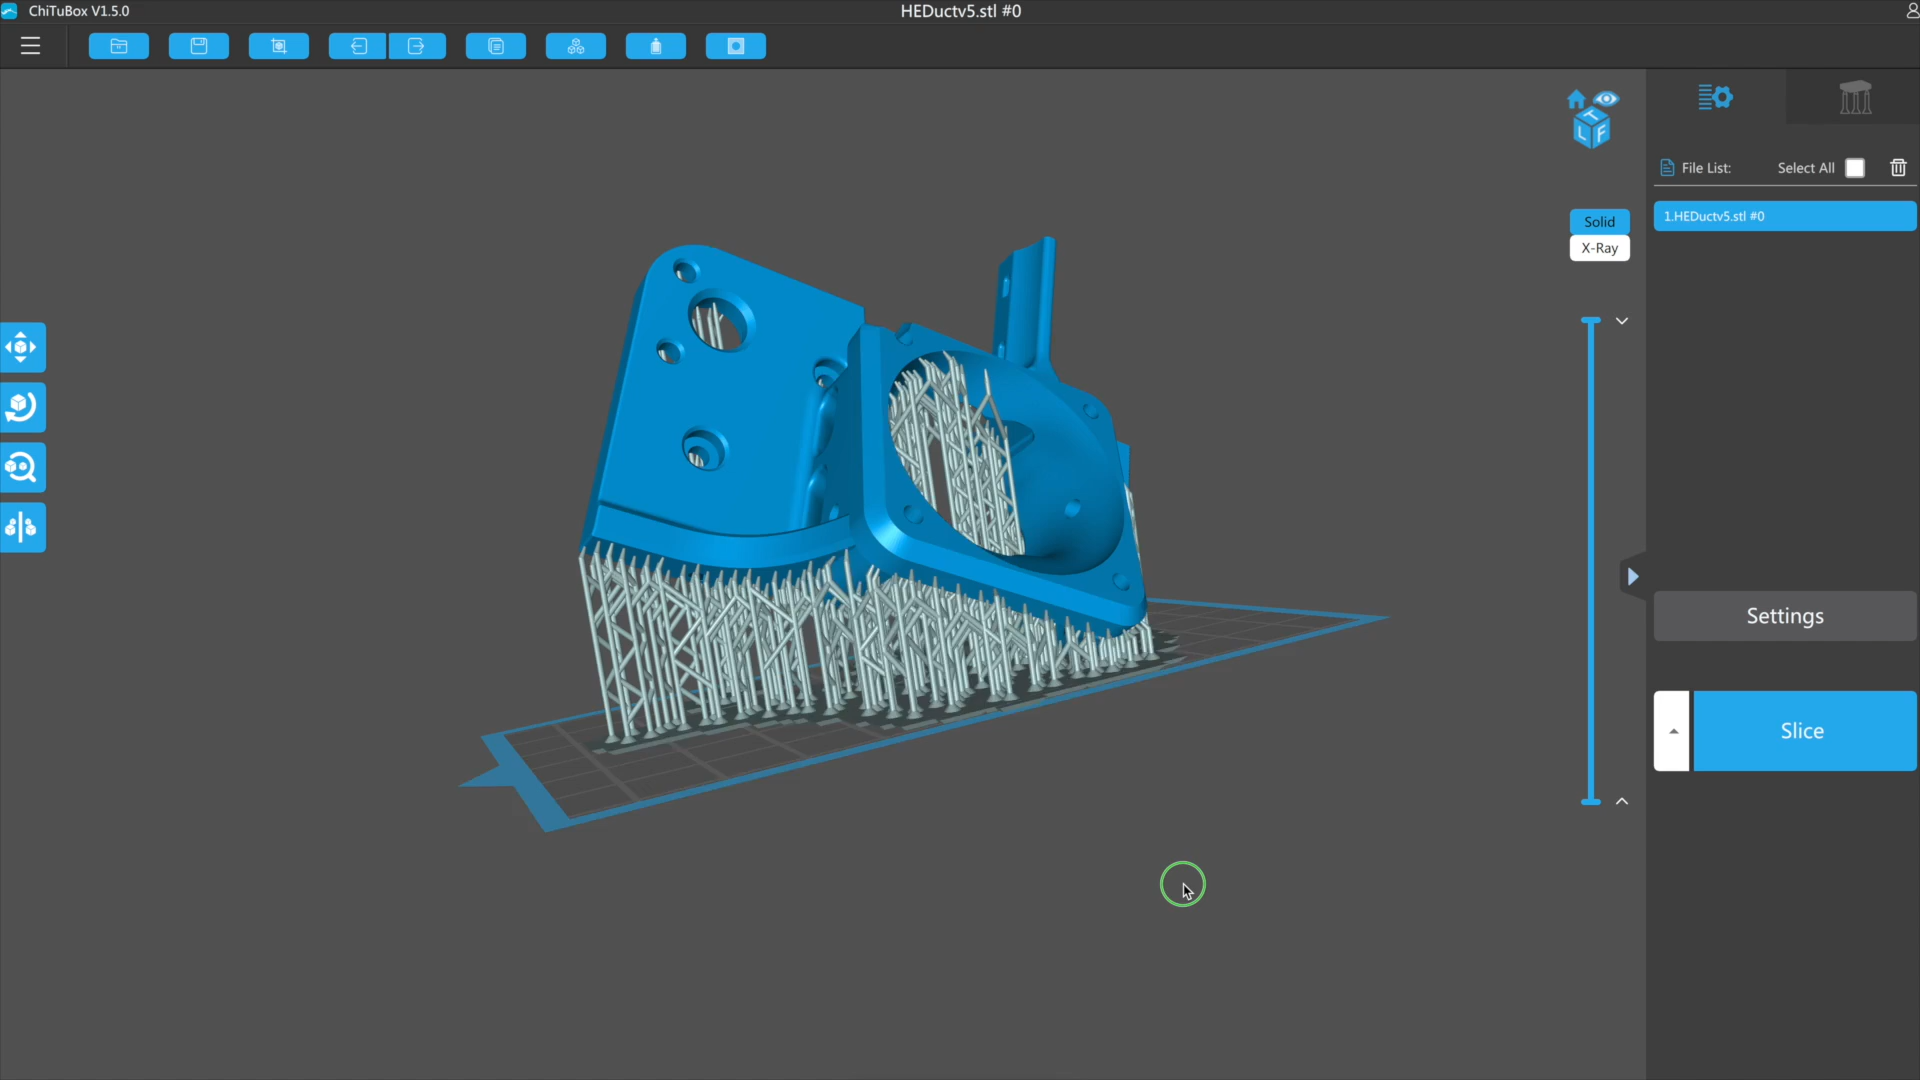 ChiTuBox V1.5.0
HEDuctv5.stl #0
T
L F
File List:
Select All
1.HEDuctv5.stl #0
Solid
X-Ray
Settings
Slice